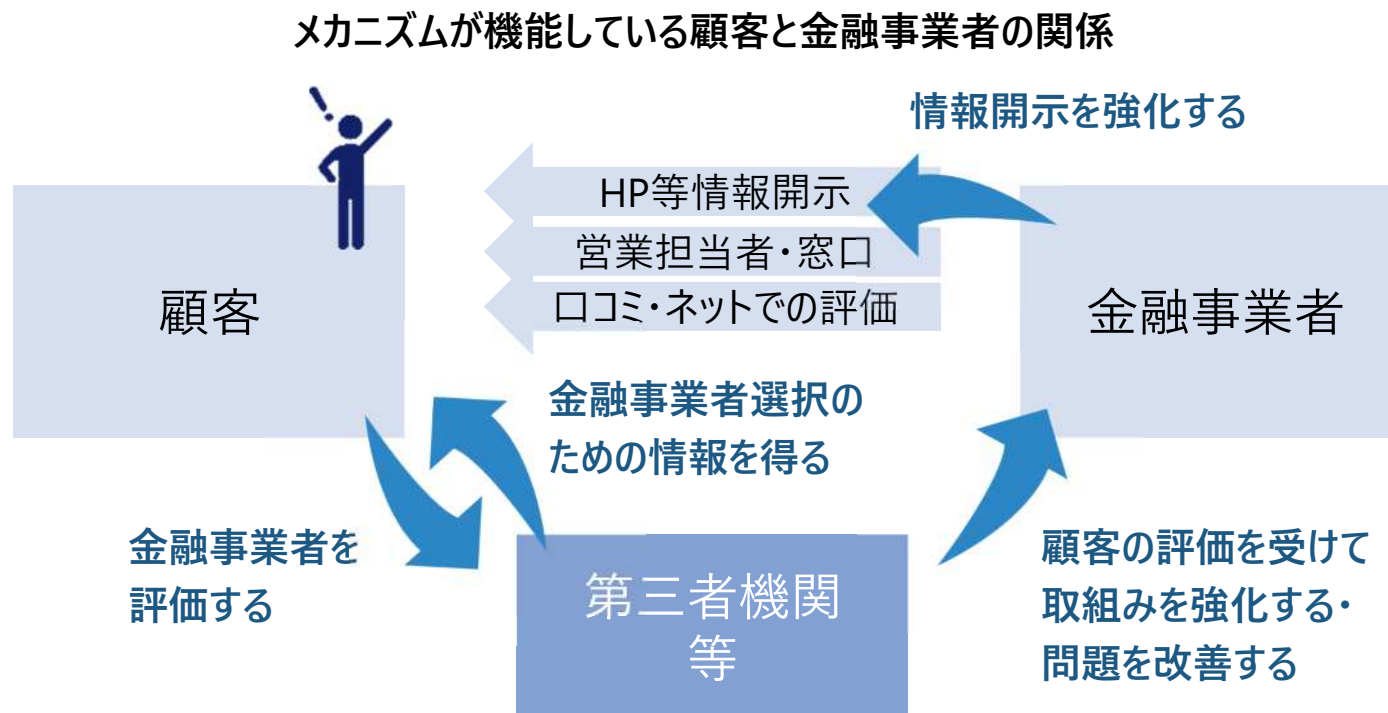 メカニズムが機能している顧客と金融事業者の関係
情報開示を強化する
HP等情報開示
営業担当者・窓口
口コミ・ネットでの評価
顧客
金融事業者
金融事業者選択の
ための情報を得る
金融事業者を
評価する
第三者機関
等
顧客の評価を受けて
取組みを強化する・
問題を改善する